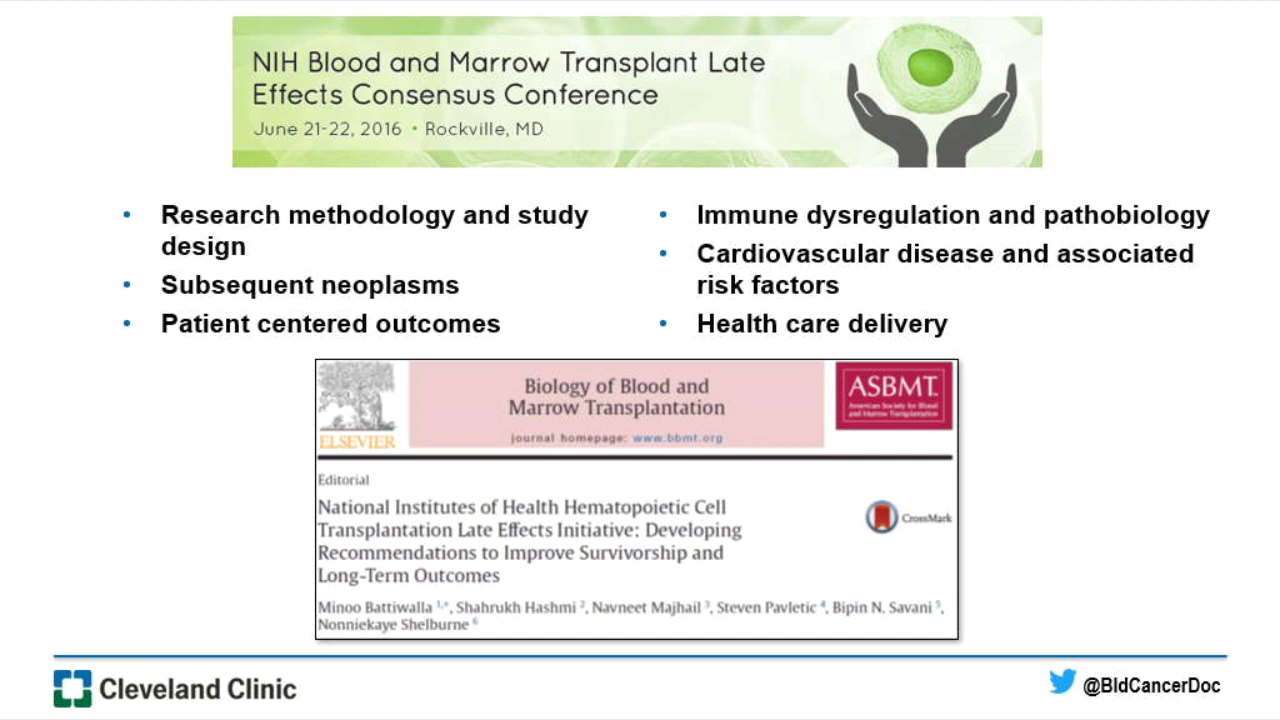 NIH Blood and Marrow Transplant Late
Effects Consensus Conference
June 21-22, 2016 • Rockville, MD
• Research methodology and study
design
• Subsequent neoplasms
• Patient centered outcomes
• Immune dysregulation and pathobiology
• Cardiovascular disease and associated
risk factors
• Health care delivery
ELSEVIER
Biology of Blood and
Marrow Transplantation
journal homepage: www.bbmt.org
ASBMT
American Society for Blood
and Marrow Transplantation
Editorial
National Institutes of Health Hematopoietic Cell
Transplantation Late Effects Initiative: Developing
Recommendations to Improve Survivorship and
Long-Term Outcomes
CrossMark
Minoo Battiwalla 1,*, Shahrukh Hashmi 2, Navneet Majhail 3, Steven Pavletic 4, Bipin N. Savani 5,
Nonniekaye Shelburne 6
Cleveland Clinic
@BldCancerDoc